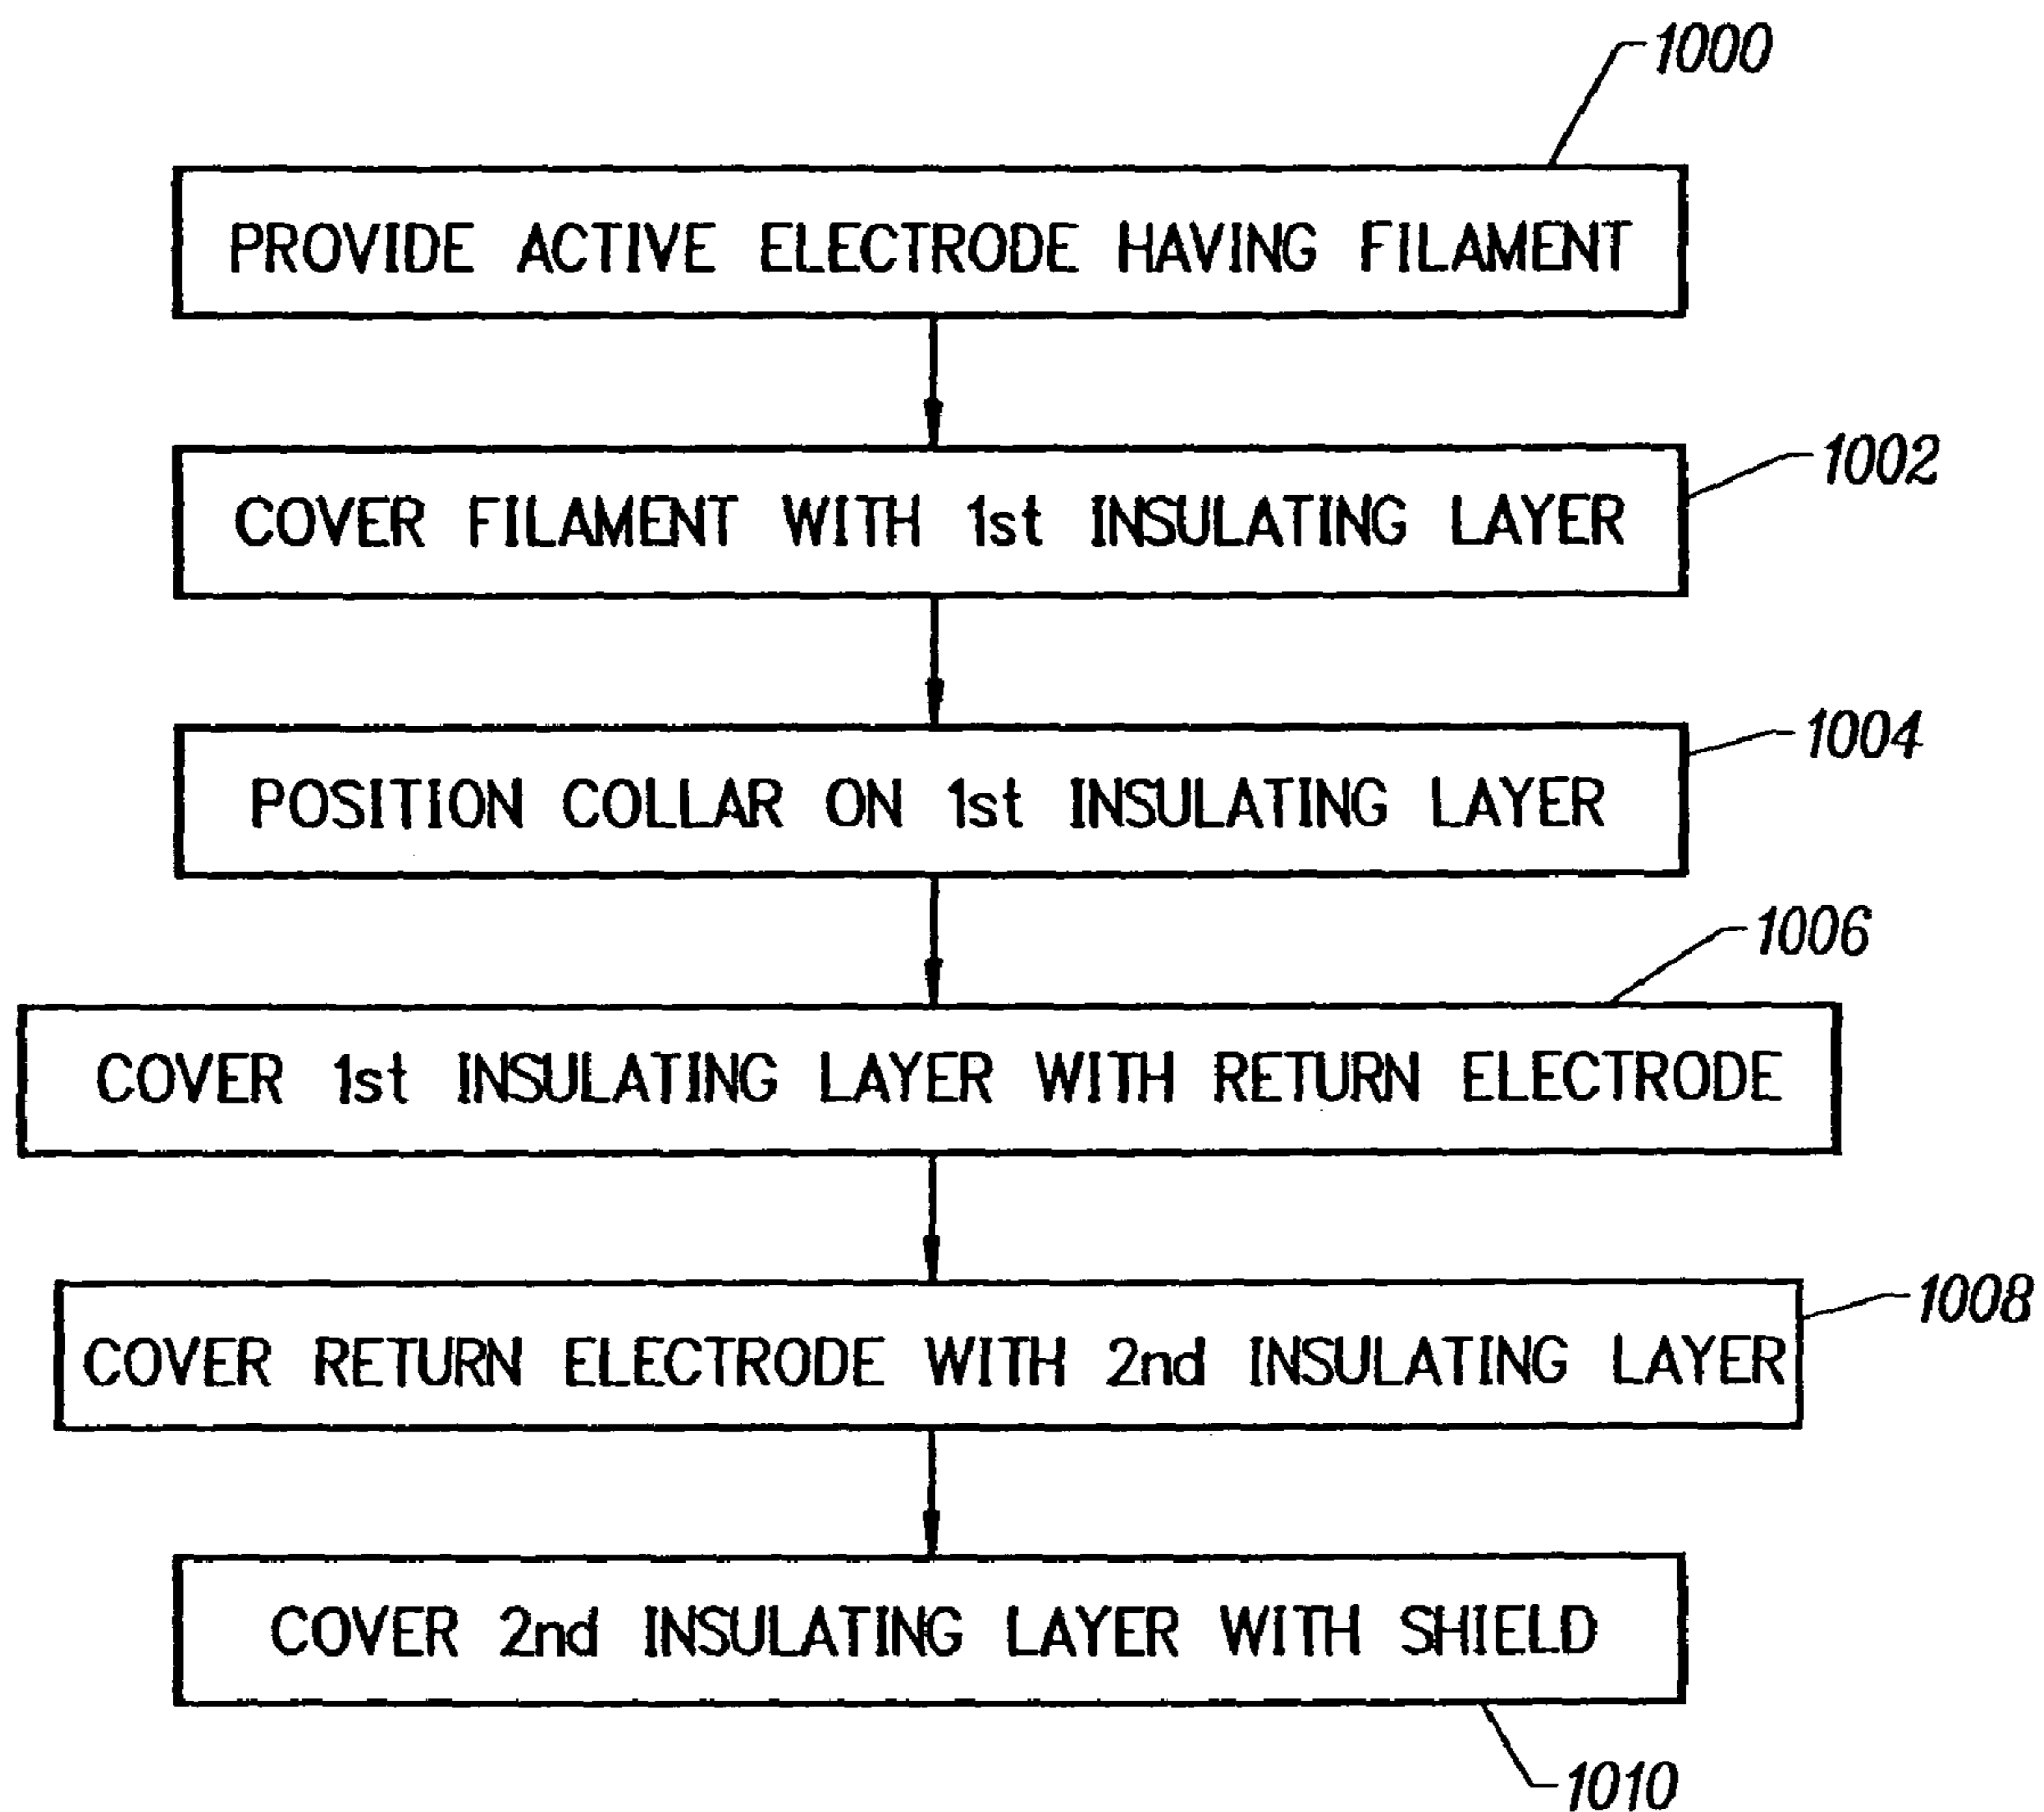 1000
PROVIDE ACTIVE ELECTRODE HAVING FILAMENT
1002
COVER FILAMENT WITH 1st INSULATING LAYER
1004
POSITION COLLAR ON 1st INSULATING LAYER
1006
COVER 1st INSULATING LAYER WITH RETURN ELECTRODE
1008
COVER RETURN ELECTRODE WITH 2nd INSULATING LAYER
COVER 2nd INSULATING LAYER WITH SHIELD
1010